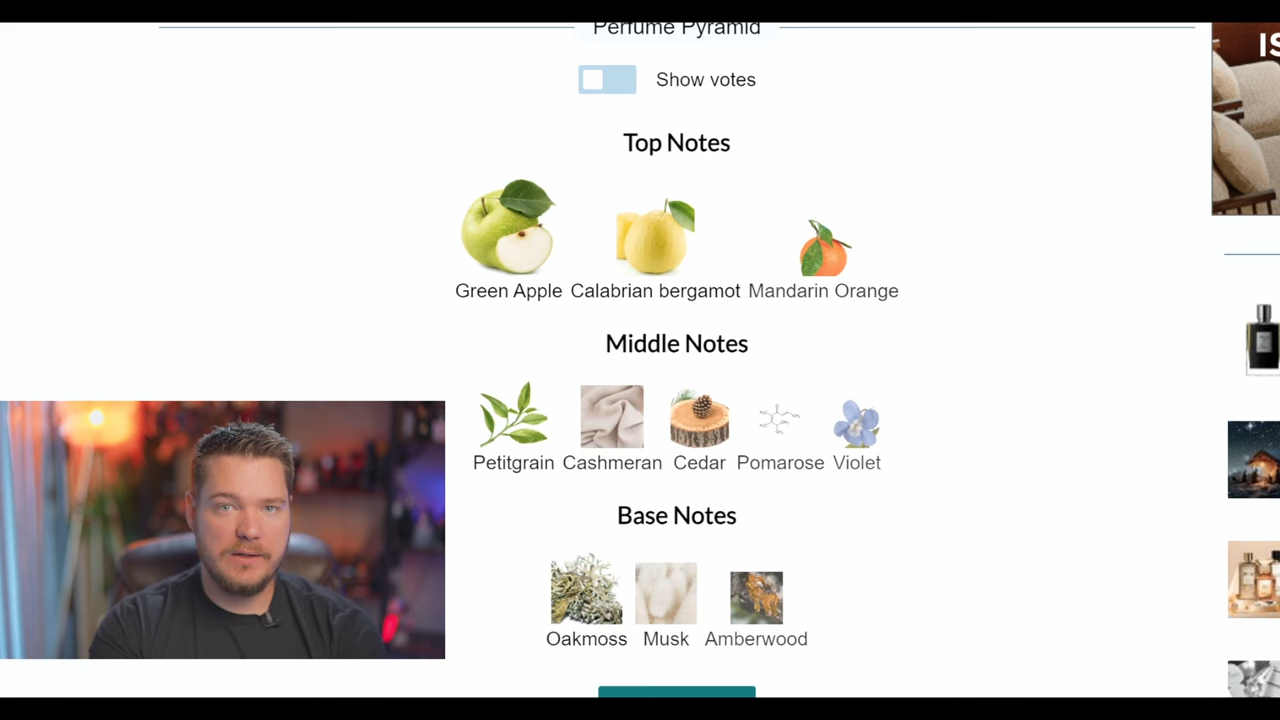 Perfume Pyramid
IS
Show votes
Top Notes
Green Apple Calabrian bergamot Mandarin Orange
Middle Notes
Petitgrain Cashmeran Cedar Pomarose Violet
Base Notes
Oakmoss Musk Amberwood